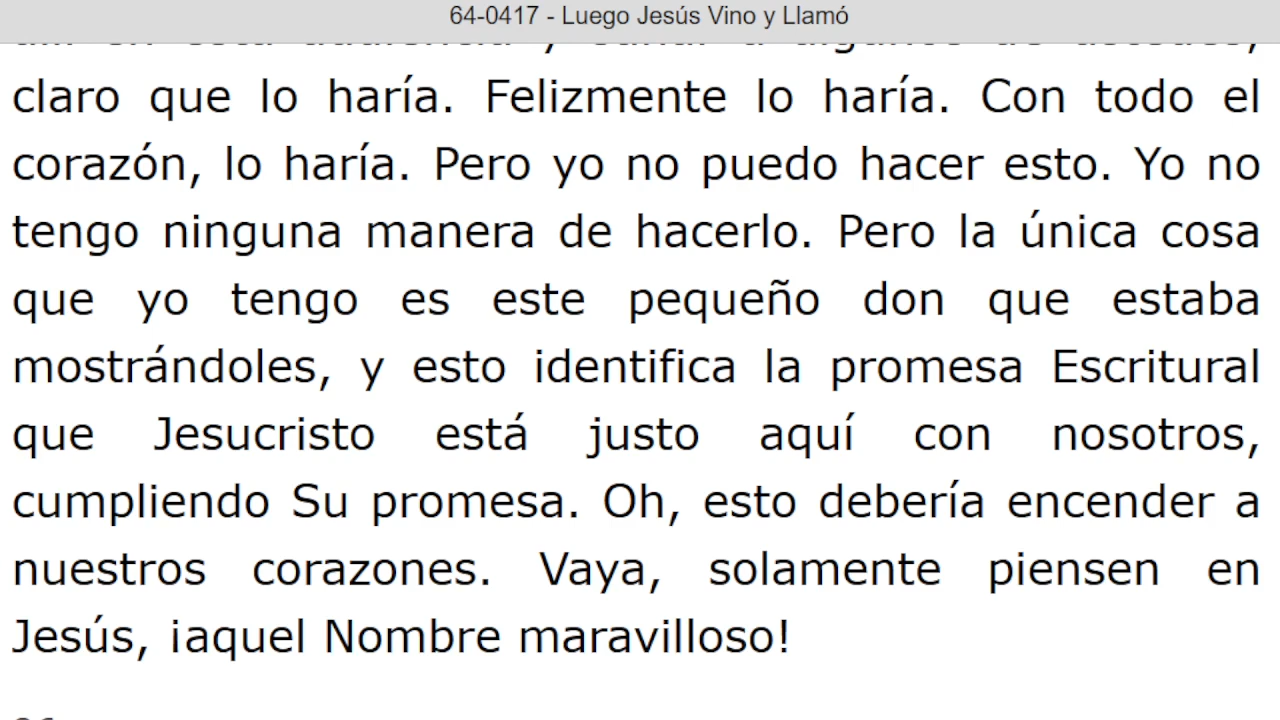 64-0417 - Luego Jesús Vino y Llamó
claro que lo haría. Felizmente lo haría. Con todo el
corazón, lo haría. Pero yo no puedo hacer esto. Yo no
tengo ninguna manera de hacerlo. Pero la única cosa
que yo tengo es este pequeño don que estaba
mostrándoles, y esto identifica la promesa Escritural
que Jesucristo está justo aquí con nosotros,
cumpliendo Su promesa. Oh, esto debería encender a
nuestros corazones. Vaya, solamente piensen en
Jesús, ¡aquel Nombre maravilloso!